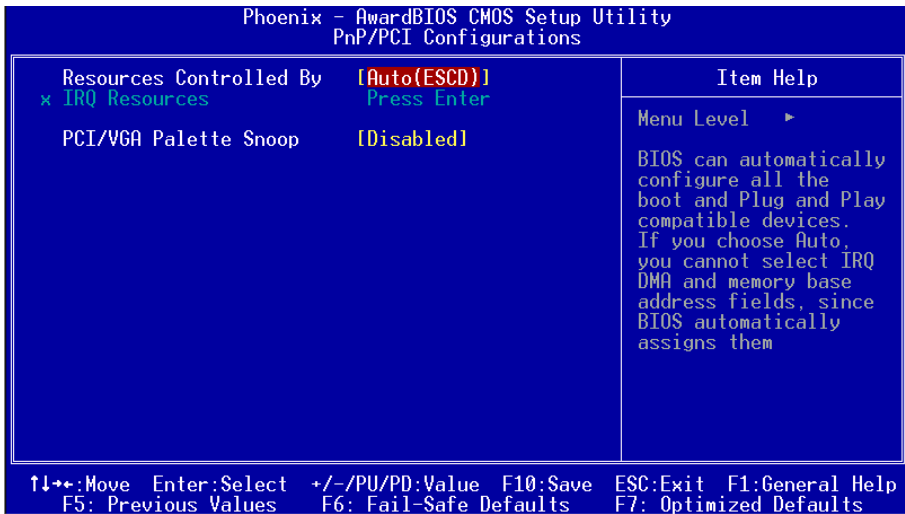 Phoenix - AwardBIOS CMOS Setup Utility
PnP/PCI Configurations
Resources Controlled By [Auto(ESCD)]
x IRQ Resources Press Enter
PCI/VGA Palette Snoop [Disabled]
Item Help
Menu Level ►
BIOS can automatically
configure all the
boot and Plug and Play
compatible devices.
If you choose Auto,
you cannot select IRQ
DMA and memory base
address fields, since
BIOS automatically
assigns them
↑↓→←:Move Enter:Select +/-/PU/PD:Value F10:Save ESC:Exit F1:General Help
F5: Previous Values F6: Fail-Safe Defaults F7: Optimized Defaults